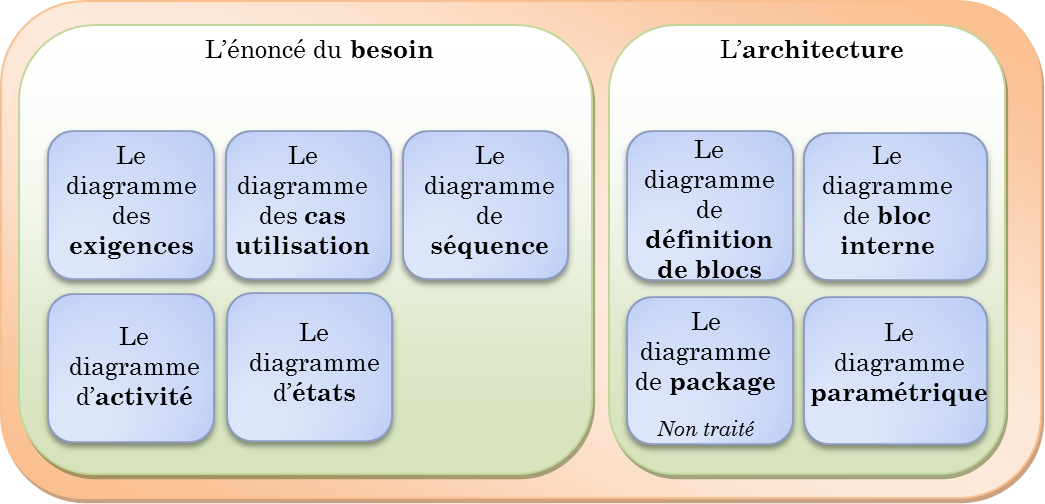 L'énoncé du besoin
Le
diagramme
des
exigences
Le
diagramme
des cas
utilisation
Le
diagramme
de
séquence
Le
diagramme
d'activité
Le
diagramme
d'états
L'architecture
Le
diagramme
de
définition
de blocs
Le
diagramme
de bloc
interne
Le
diagramme
de package
Non traité
Le
diagramme
paramétrique